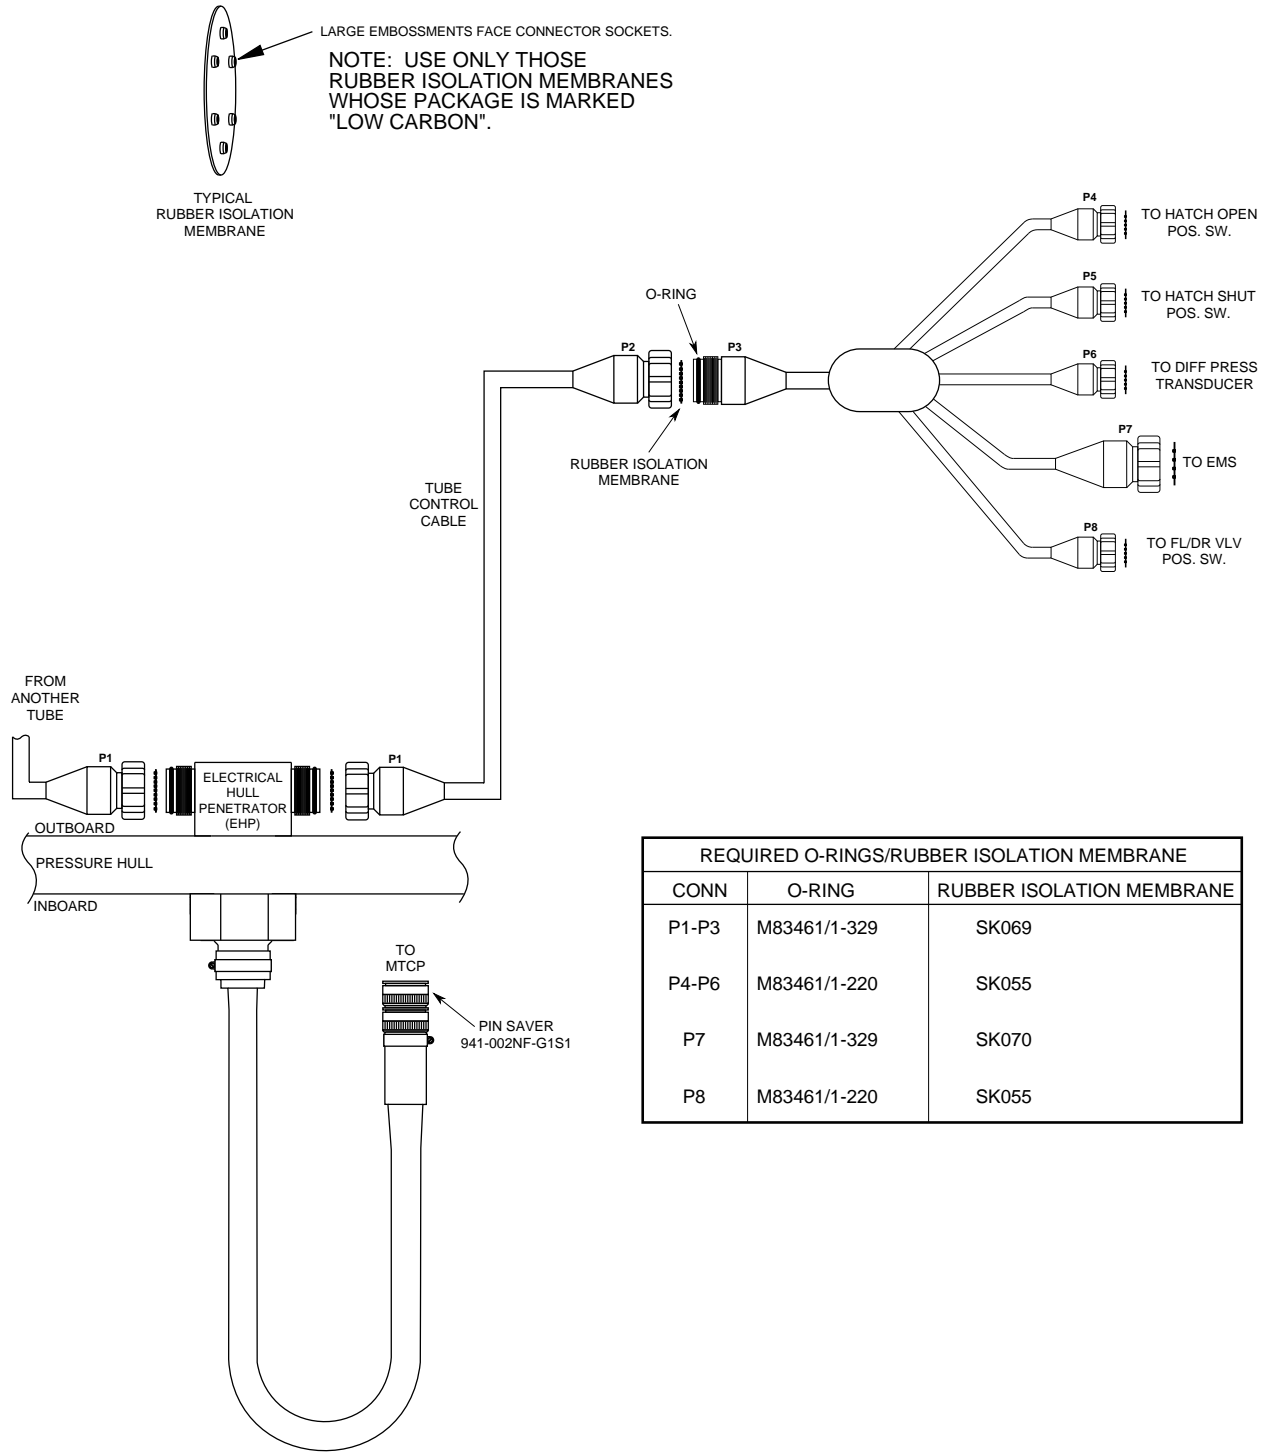 LARGE EMBOSSMENTS FACE CONNECTOR SOCKETS.
NOTE: USE ONLY THOSE
RUBBER ISOLATION MEMBRANES
WHOSE PACKAGE IS MARKED
"LOW CARBON".
TYPICAL
RUBBER ISOLATION
MEMBRANE
P4
TO HATCH OPEN
POS. SW.
P5
TO HATCH SHUT
POS. SW.
O-RING
P2
P3
P6
TO DIFF PRESS
TRANSDUCER
P7
TO EMS
RUBBER ISOLATION
MEMBRANE
TUBE
CONTROL
CABLE
P8
TO FL/DR VLV
POS. SW.
FROM
ANOTHER
TUBE
P1
P1
ELECTRICAL
HULL
PENETRATOR
(EHP)
OUTBOARD
PRESSURE HULL
INBOARD
TO
MTCP
PIN SAVER
941-002NF-G1S1
REQUIRED O-RINGS/RUBBER ISOLATION MEMBRANE
CONN O-RING RUBBER ISOLATION MEMBRANE
P1-P3 M83461/1-329 SK069
P4-P6 M83461/1-220 SK055
P7 M83461/1-329 SK070
P8 M83461/1-220 SK055